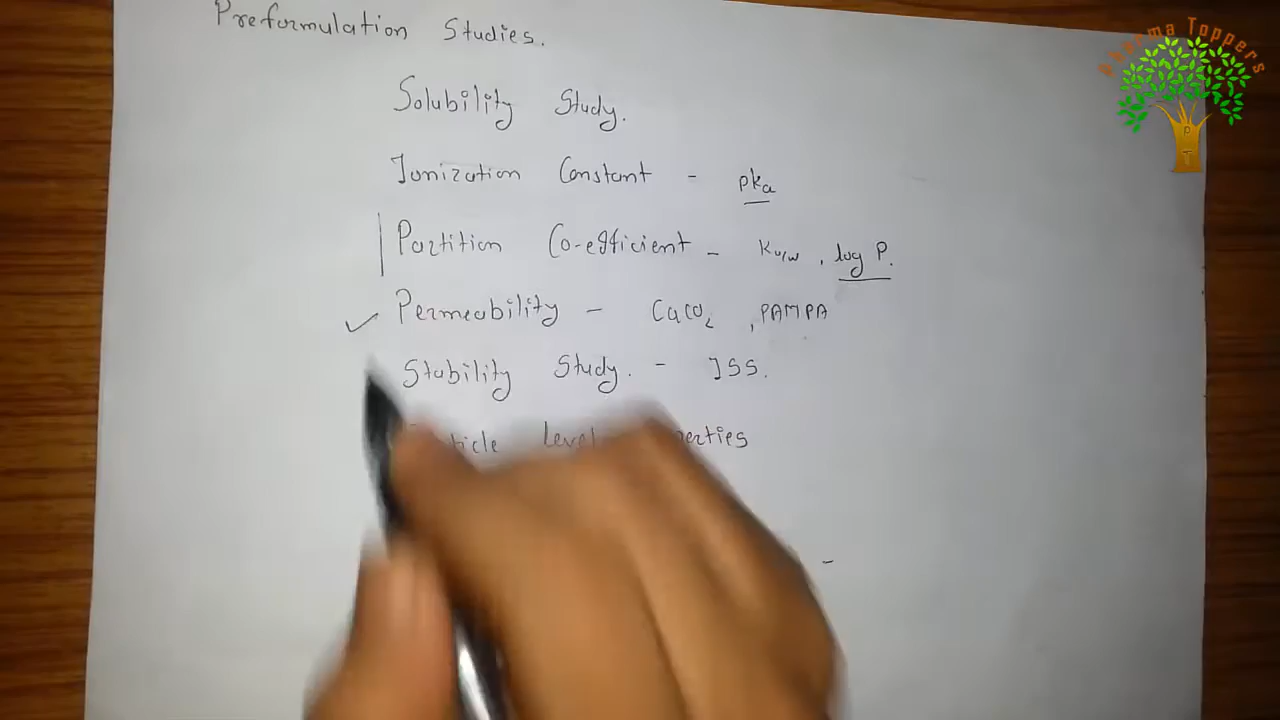 Preformulation Studies.
Solubility Study.
Ionization Constant - pka
Partition Co-efficient - Ko/w, log P.
Permeability - CaCO2, PAMPA
Stability Study. - ISS.
Level
Pharma Toppers
PT